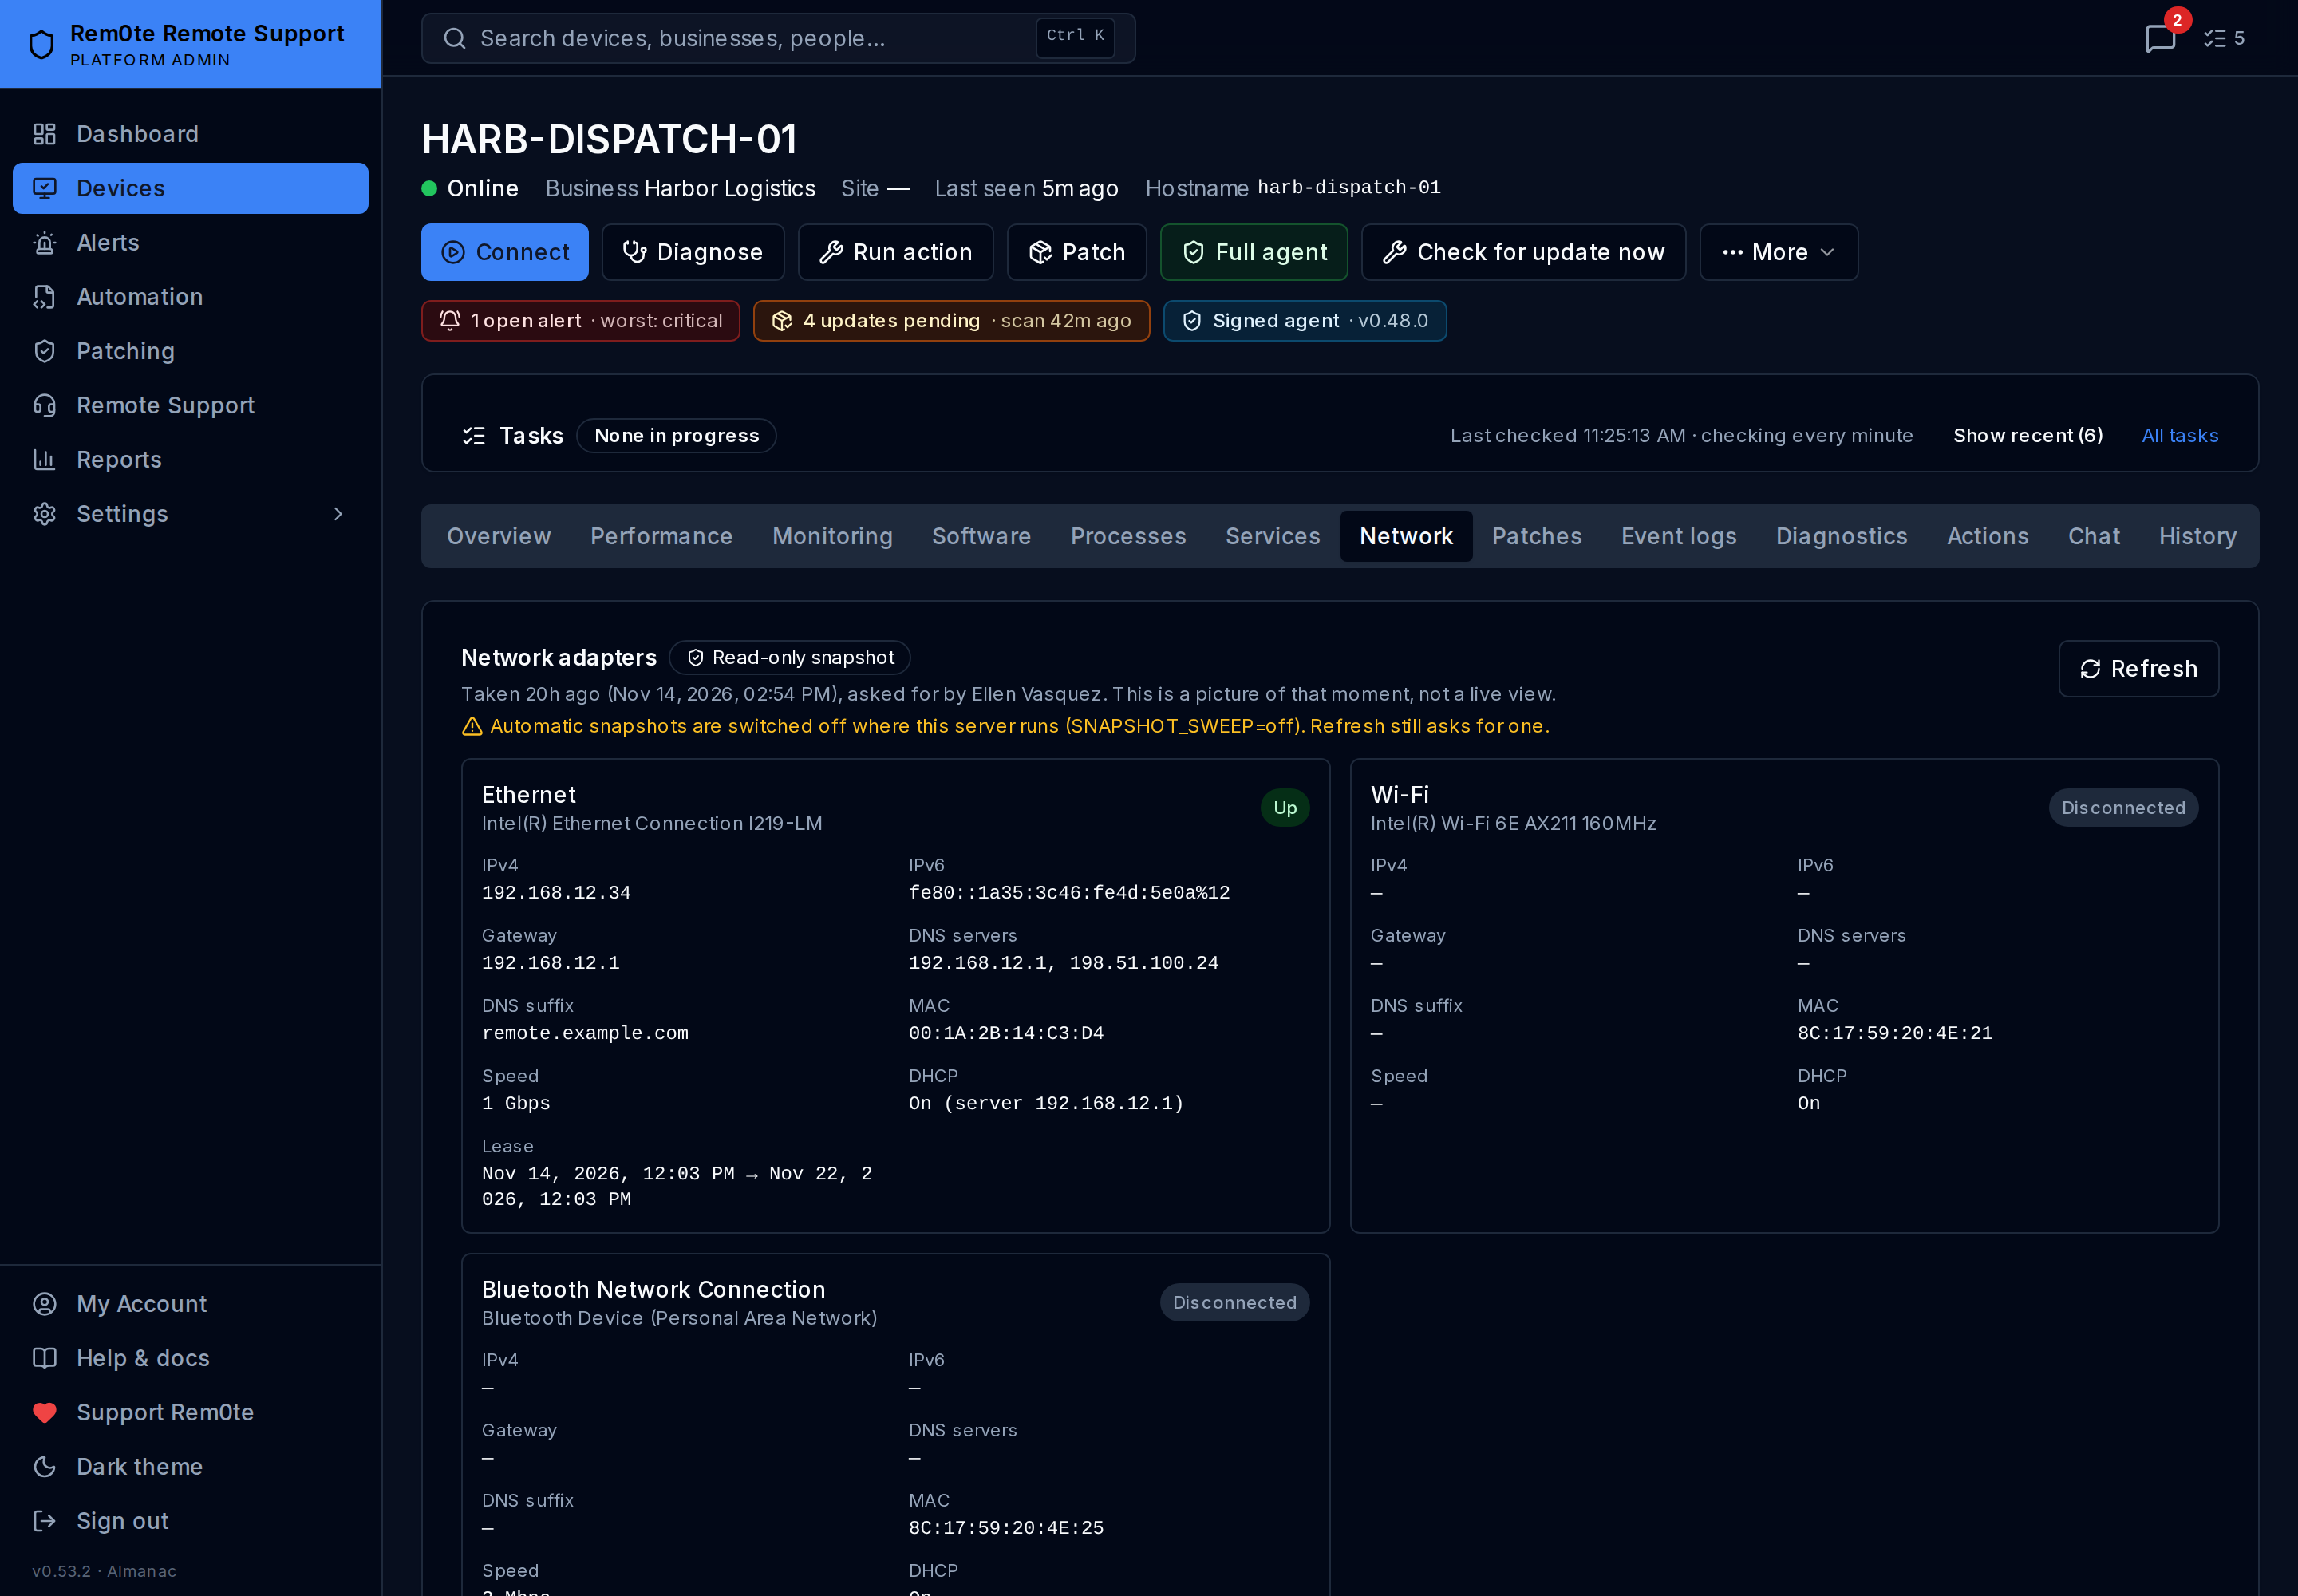 Rem0te Remote Support
PLATFORM ADMIN
Search devices, businesses, people...
Ctrl K
2
5
Dashboard
Devices
Alerts
Automation
Patching
Remote Support
Reports
Settings
My Account
Help & docs
Support Rem0te
Dark theme
Sign out
v0.53.2 · Almanac
HARB-DISPATCH-01
Online Business Harbor Logistics Site — Last seen 5m ago Hostname harb-dispatch-01
Connect Diagnose Run action Patch Full agent Check for update now More
1 open alert · worst: critical 4 updates pending · scan 42m ago Signed agent · v0.48.0
Tasks None in progress Last checked 11:25:13 AM · checking every minute Show recent (6) All tasks
Overview Performance Monitoring Software Processes Services Network Patches Event logs Diagnostics Actions Chat History
Network adapters Read-only snapshot
Refresh
Taken 20h ago (Nov 14, 2026, 02:54 PM), asked for by Ellen Vasquez. This is a picture of that moment, not a live view.
Automatic snapshots are switched off where this server runs (SNAPSHOT_SWEEP=off). Refresh still asks for one.
Ethernet
Intel(R) Ethernet Connection I219-LM
Up
IPv4 IPv6
192.168.12.34 fe80::1a35:3c46:fe4d:5e0a%12
Gateway DNS servers
192.168.12.1 192.168.12.1, 198.51.100.24
DNS suffix MAC
remote.example.com 00:1A:2B:14:C3:D4
Speed DHCP
1 Gbps On (server 192.168.12.1)
Lease
Nov 14, 2026, 12:03 PM → Nov 22, 2
026, 12:03 PM
Wi-Fi
Intel(R) Wi-Fi 6E AX211 160MHz
Disconnected
IPv4 IPv6
— —
Gateway DNS servers
— —
DNS suffix MAC
— 8C:17:59:20:4E:21
Speed DHCP
— On
Bluetooth Network Connection
Bluetooth Device (Personal Area Network)
Disconnected
IPv4 IPv6
— —
Gateway DNS servers
— —
DNS suffix MAC
— 8C:17:59:20:4E:25
Speed DHCP